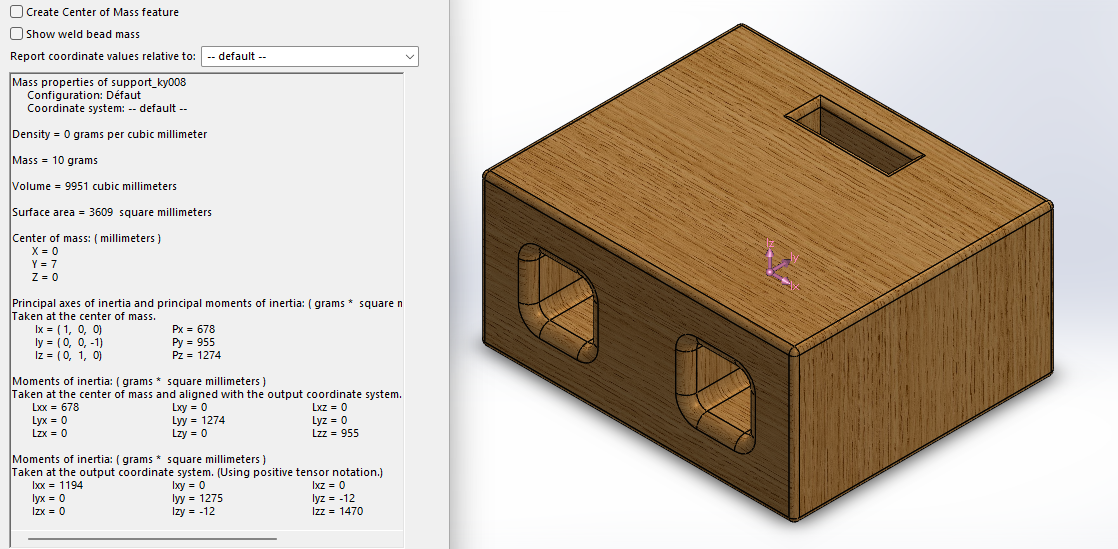 Create Center of Mass feature
Show weld bead mass
Report coordinate values relative to: -- default --
Mass properties of support_ky008
Configuration: Défaut
Coordinate system: -- default --
Density = 0 grams per cubic millimeter
Mass = 10 grams
Volume = 9951 cubic millimeters
Surface area = 3609 square millimeters
Center of mass: ( millimeters )
X = 0
Y = 7
Z = 0
Principal axes of inertia and principal moments of inertia: ( grams * square
Taken at the center of mass.
Ix = ( 1, 0, 0) Px = 678
Iy = ( 0, 0, -1) Py = 955
Iz = ( 0, 1, 0) Pz = 1274
Moments of inertia: ( grams * square millimeters )
Taken at the center of mass and aligned with the output coordinate system.
Lxx = 678 Lxy = 0 Lxz = 0
Lyx = 0 Lyy = 1274 Lyz = 0
Lzx = 0 Lzy = 0 Lzz = 955
Moments of inertia: ( grams * square millimeters )
Taken at the output coordinate system. (Using positive tensor notation.)
Ixx = 1194 Ixy = 0 Ixz = 0
Iyx = 0 Iyy = 1275 Iyz = -12
Izx = 0 Izy = -12 Izz = 1470
Iz
Iy
Ix